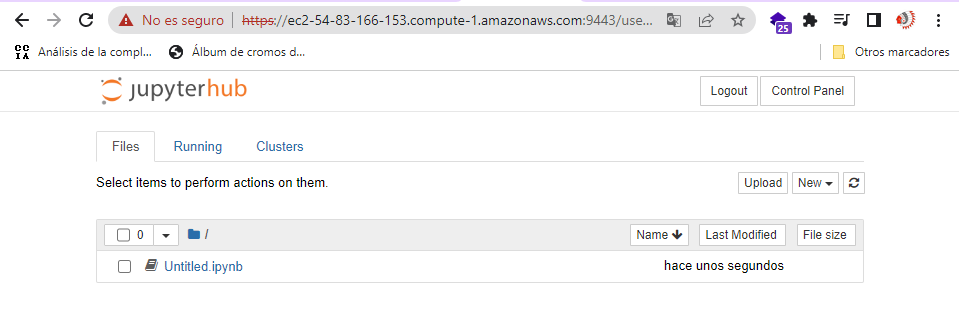 No es seguro | https://ec2-54-83-166-153.compute-1.amazonaws.com:9443/use...
25
Análisis de la compl... Álbum de cromos d... Otros marcadores
jupyterhub Logout Control Panel
Files Running Clusters
Select items to perform actions on them. Upload New
0 / Name Last Modified File size
Untitled.ipynb hace unos segundos